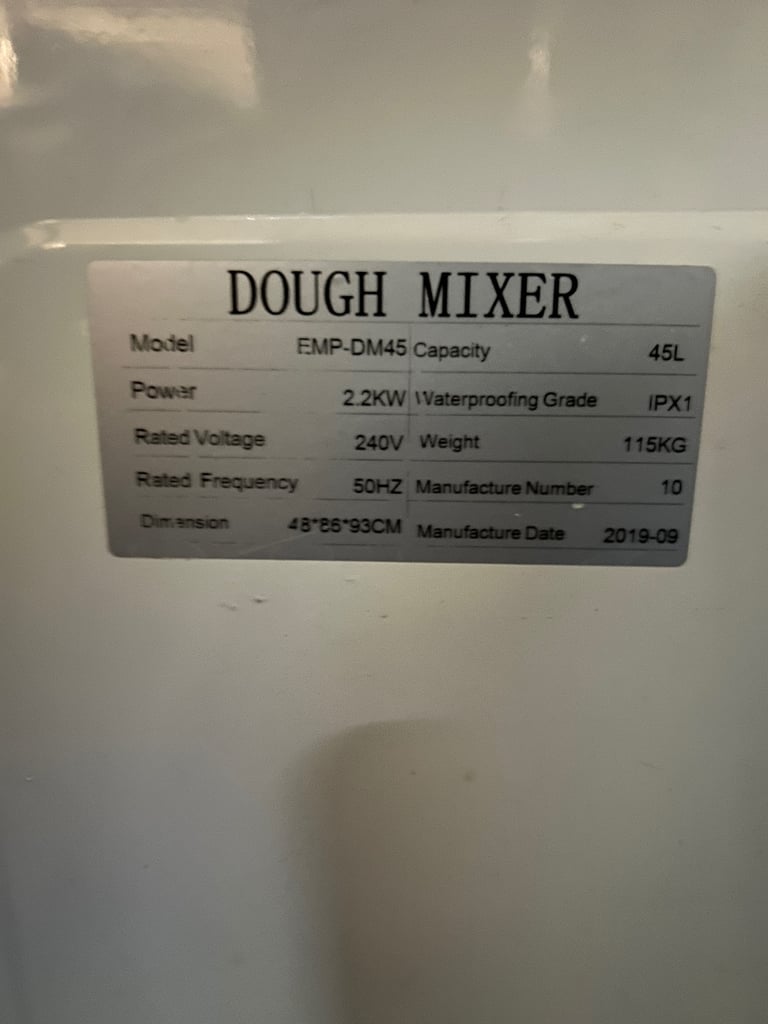 DOUGH MIXER
Model EMP-DM45 Capacity 45L
Power 2.2KW Waterproofing Grade IPX1
Rated Voltage 240V Weight 115KG
Rated Frequency 50HZ Manufacture Number 10
Dimension 48*86*93CM Manufacture Date 2019-09